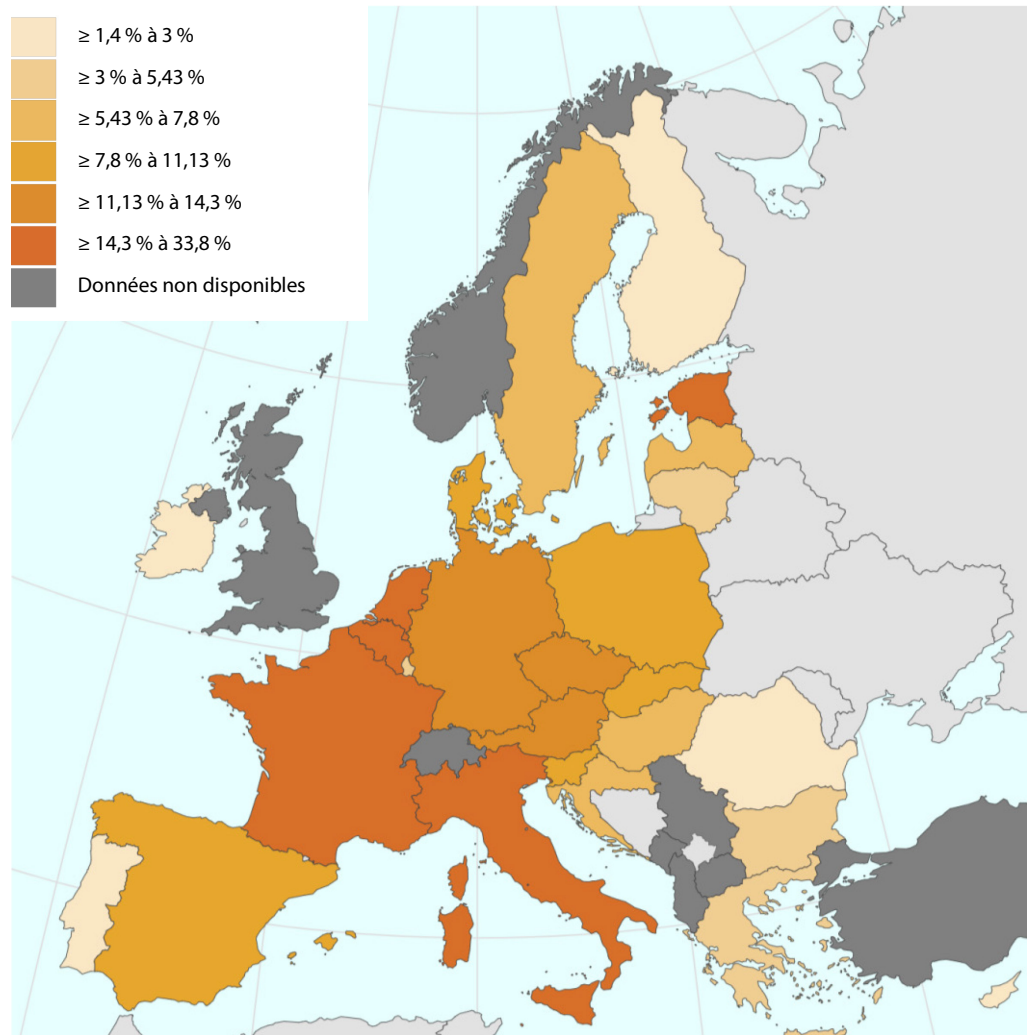 ≥ 1,4 % à 3 %
≥ 3 % à 5,43 %
≥ 5,43 % à 7,8 %
≥ 7,8 % à 11,13 %
≥ 11,13 % à 14,3 %
≥ 14,3 % à 33,8 %
Données non disponibles